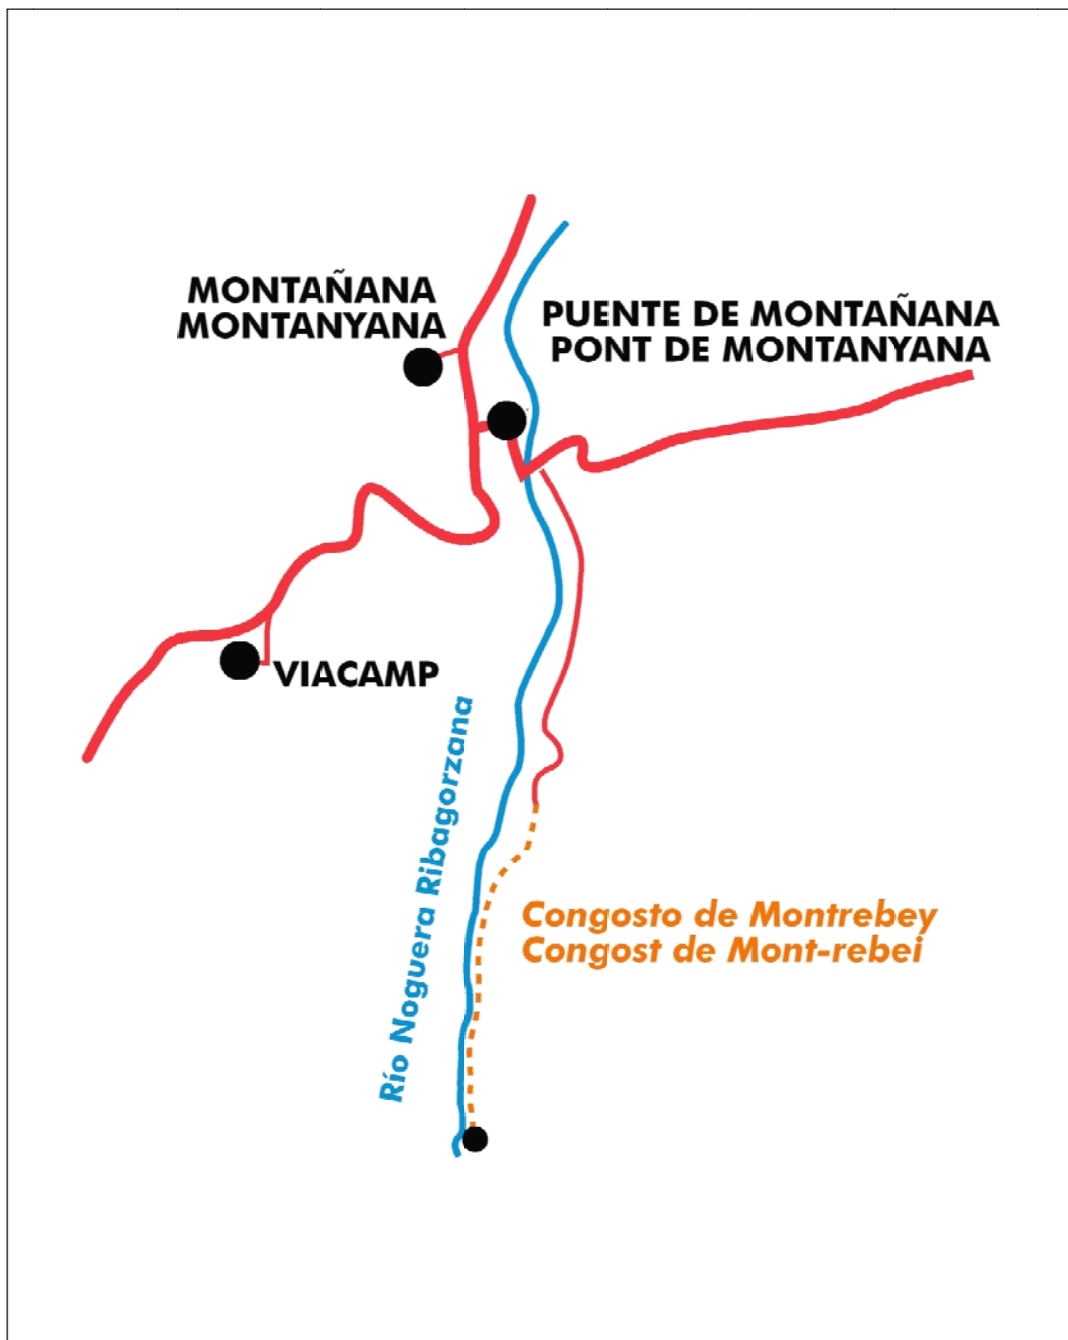 MONTAÑANA
MONTANYANA
PUENTE DE MONTAÑANA
PONT DE MONTANYANA
VIACAMP
Río Noguera Ribagorzana
Congosto de Montrebey
Congost de Mont-rebei